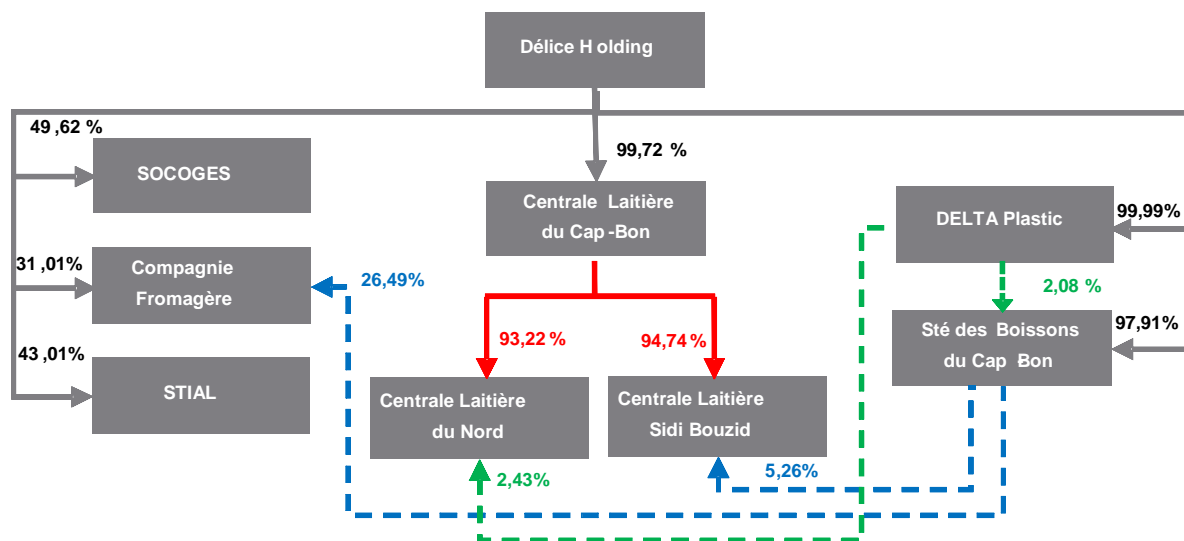 Délice H olding
49 ,62 %
99,72 %
SOCOGES
Centrale Laitière
du Cap -Bon
DELTA Plastic
99,99%
31 ,01%
Compagnie
Fromagère
26,49%
2,08 %
93,22 %
94,74 %
Sté des Boissons
du Cap Bon
97,91%
43 ,01%
STIAL
Centrale Laitière
du Nord
Centrale Laitière
Sidi Bouzid
2,43%
5,26%